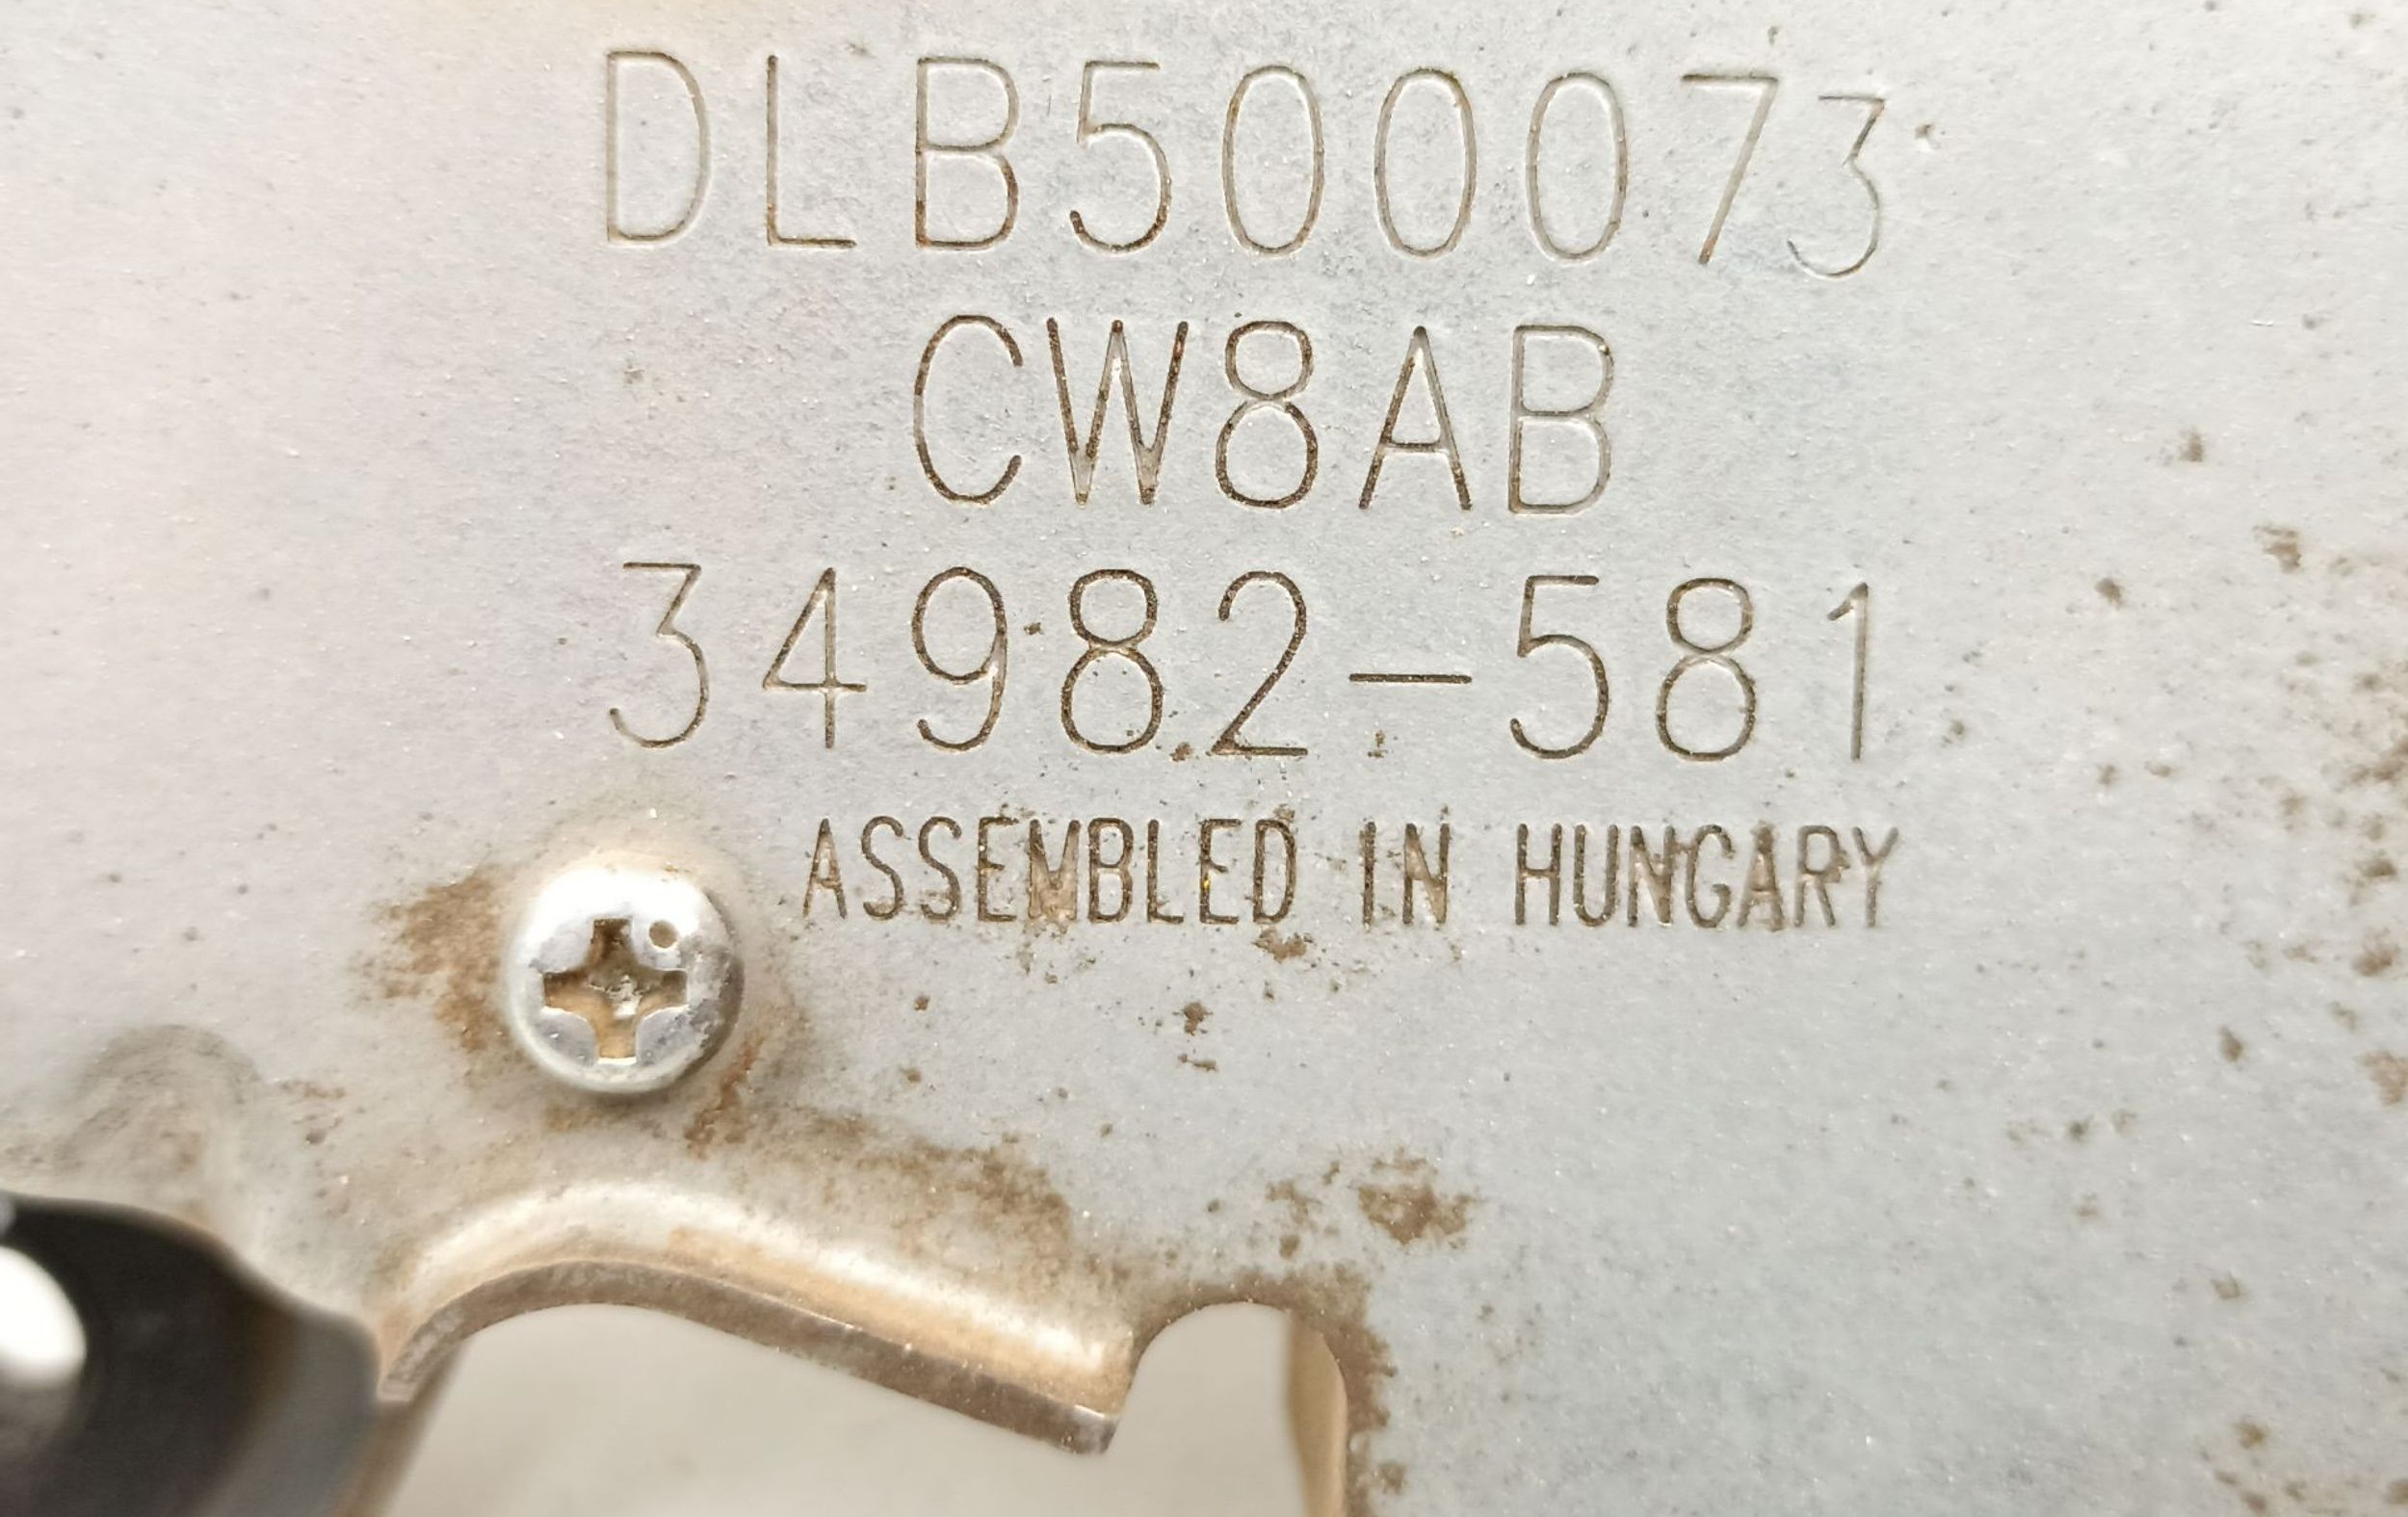 DLB500073
CW8AB
34982-581
ASSEMBLED IN HUNGARY